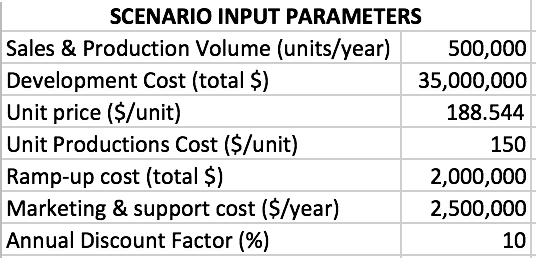 SCENARIO INPUT PARAMETERS
Sales & Production Volume (units/year) 500,000
Development Cost (total $) 35,000,000
Unit price ($/unit) 188.544
Unit Productions Cost ($/unit) 150
Ramp-up cost (total $) 2,000,000
Marketing & support cost ($/year) 2,500,000
Annual Discount Factor (%) 10